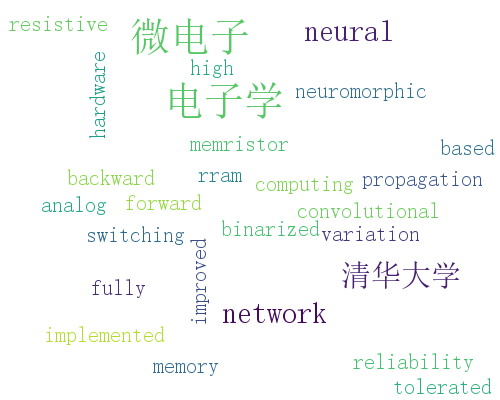 resistive
微电子
neural
hardware
high
电子学
neuromorphic
memristor
based
backward
rram
computing
propagation
analog
forward
convolutional
switching
binarized
variation
improved
清华大学
fully
network
implemented
memory
reliability
tolerated